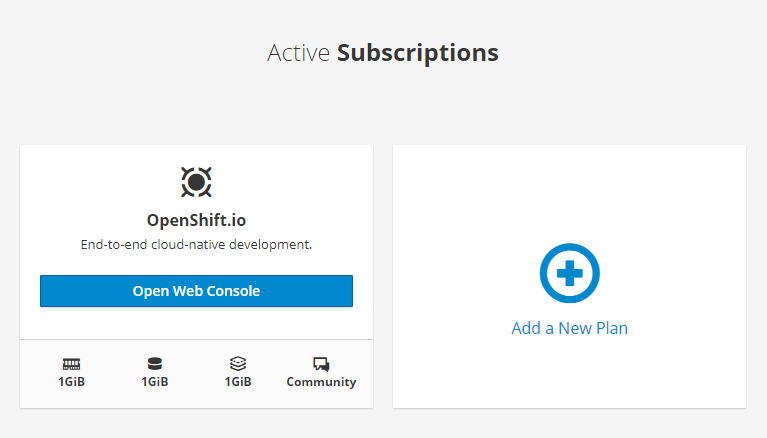 Active Subscriptions
OpenShift.io
End-to-end cloud-native development.
Open Web Console
1GiB 1GiB 1GiB Community
Add a New Plan